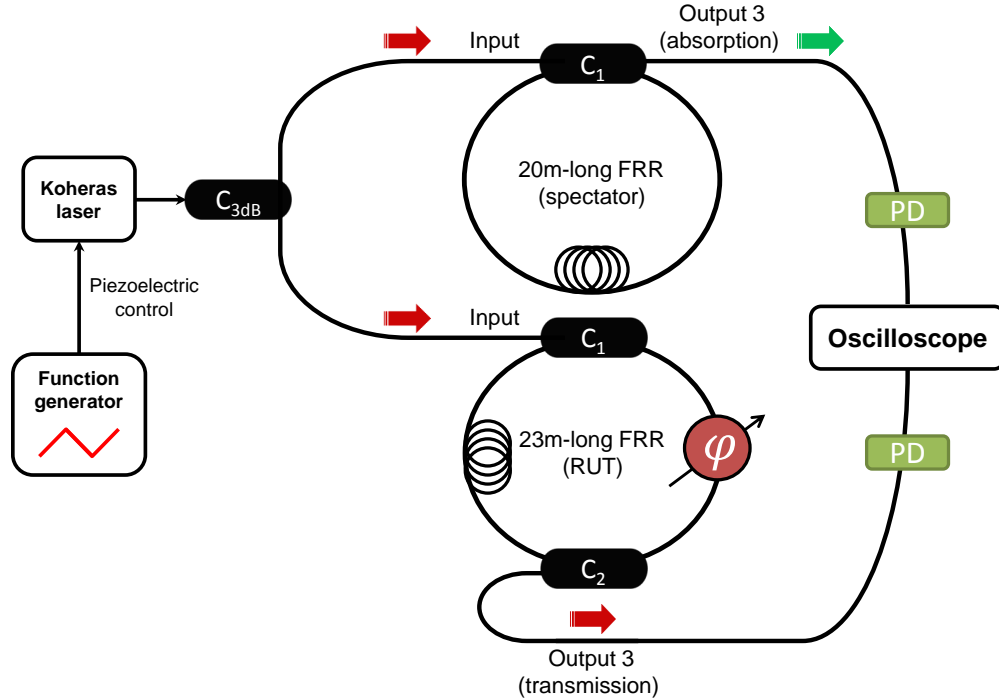 Output 3
(absorption)
Input
C1
20m-long FRR
(spectator)
Koheras
laser
C3dB
PD
Piezoelectric
control
Input
C1
Oscilloscope
Function
generator
23m-long FRR
(RUT)
φ
PD
C2
Output 3
(transmission)